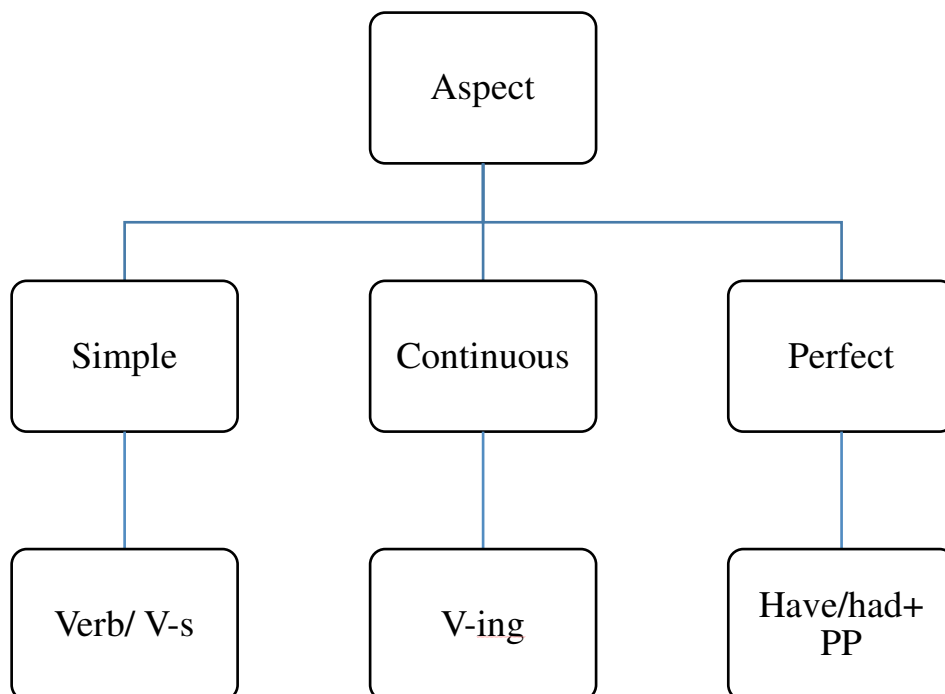 Aspect
Simple
Continuous
Perfect
Verb/ V-s
V-ing
Have/had+
PP